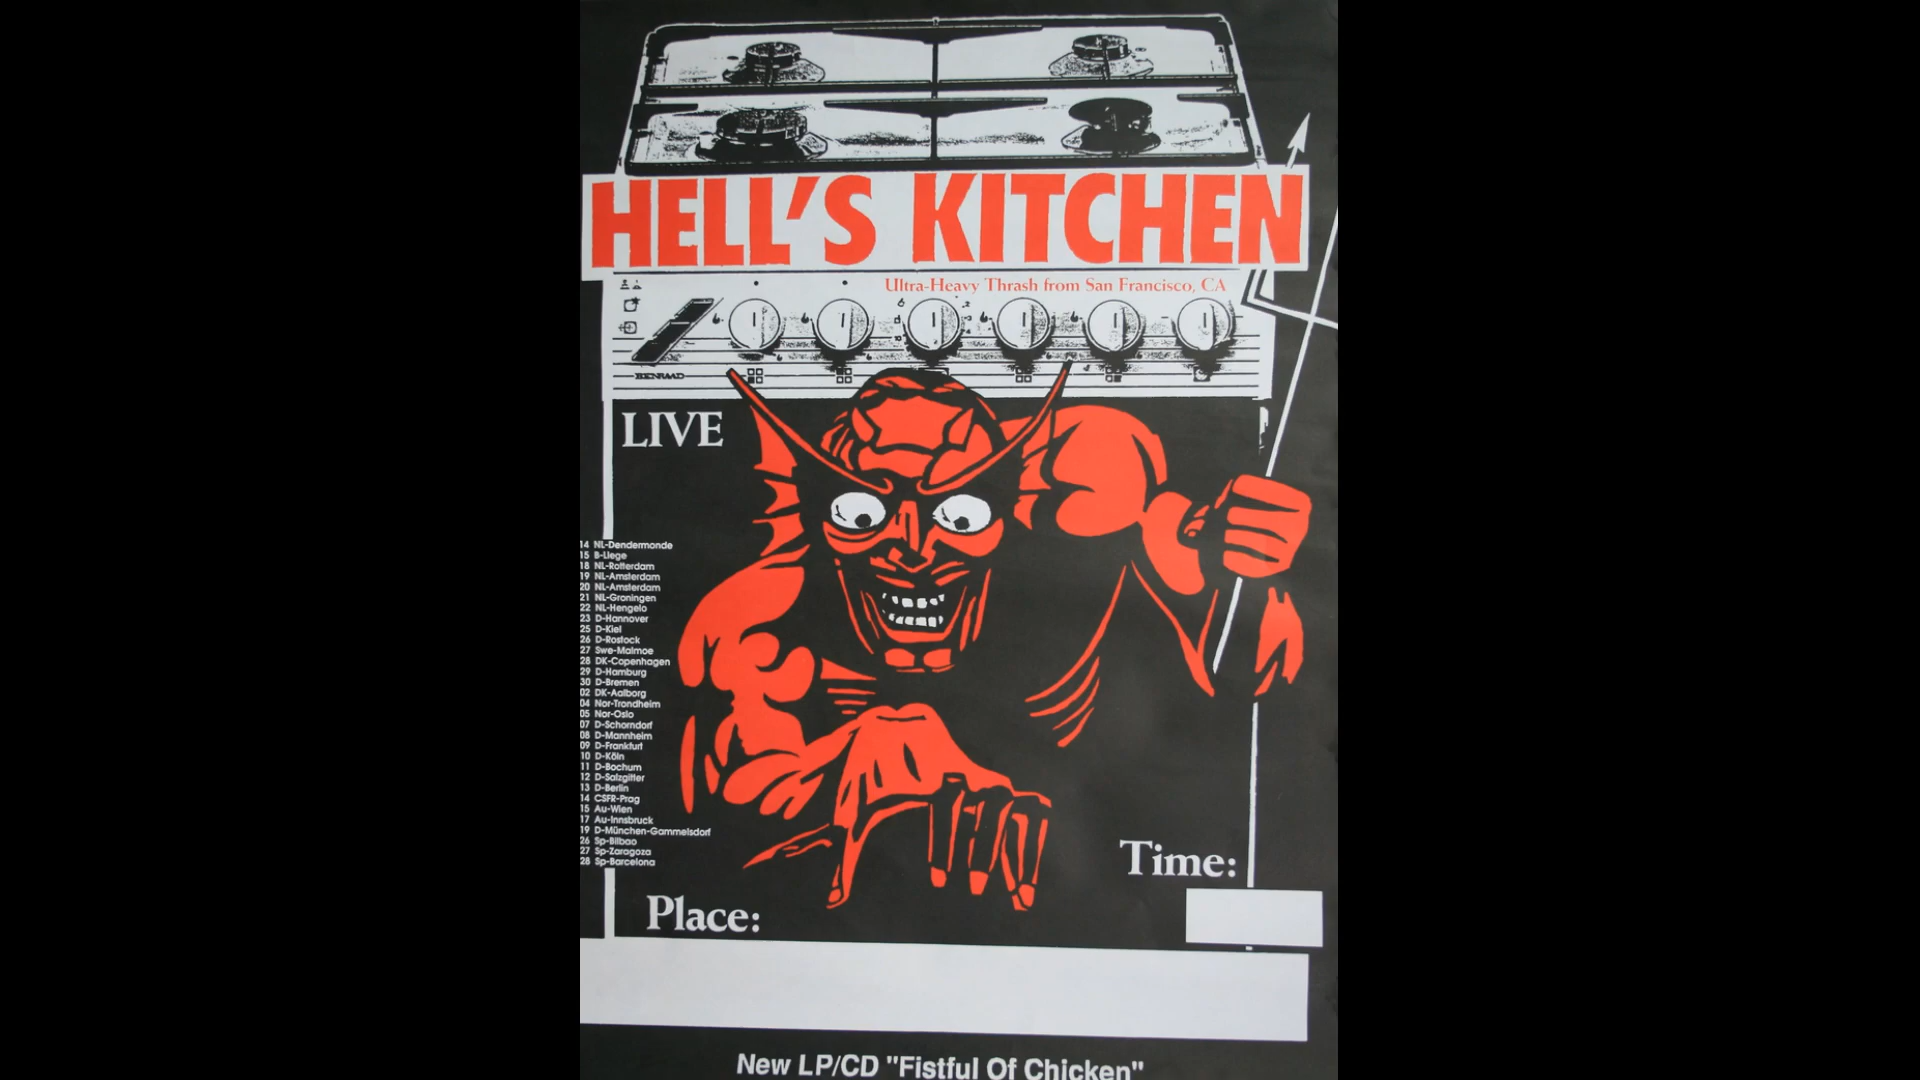 HELL'S KITCHEN
Ultra-Heavy Thrash from San Francisco, CA
BENRAAD
LIVE
14 NL-Dendermonde
15 B-Liege
18 NL-Rotterdam
19 NL-Amsterdam
20 NL-Amsterdam
21 NL-Groningen
22 NL-Hengelo
23 D-Hannover
25 D-Kiel
26 D-Rostock
27 Swe-Malmoe
28 DK-Copenhagen
29 D-Hamburg
30 D-Bremen
02 DK-Aalborg
04 Nor-Trondheim
05 Nor-Oslo
07 D-Schorndorf
08 D-Mannheim
09 D-Frankfurt
10 D-Köln
11 D-Bochum
12 D-Salzgitter
13 D-Berlin
14 CSFR-Prag
15 Au-Wien
17 Au-Innsbruck
19 D-München-Gammelsdorf
26 Sp-Bilbao
27 Sp-Zaragoza
28 Sp-Barcelona
Time:
Place:
New LP/CD "Fistful Of Chicken"